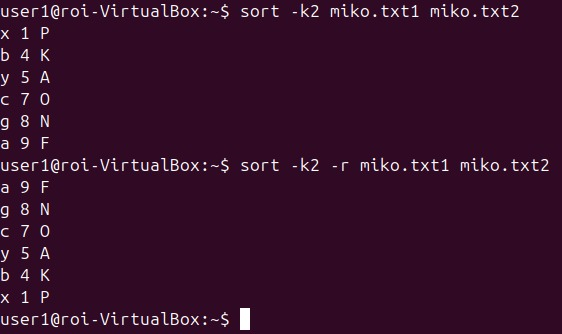 user1@roi-VirtualBox:~$ sort -k2 miko.txt1 miko.txt2
x 1 P
b 4 K
y 5 A
c 7 O
g 8 N
a 9 F
user1@roi-VirtualBox:~$ sort -k2 -r miko.txt1 miko.txt2
a 9 F
g 8 N
c 7 O
y 5 A
b 4 K
x 1 P
user1@roi-VirtualBox:~$